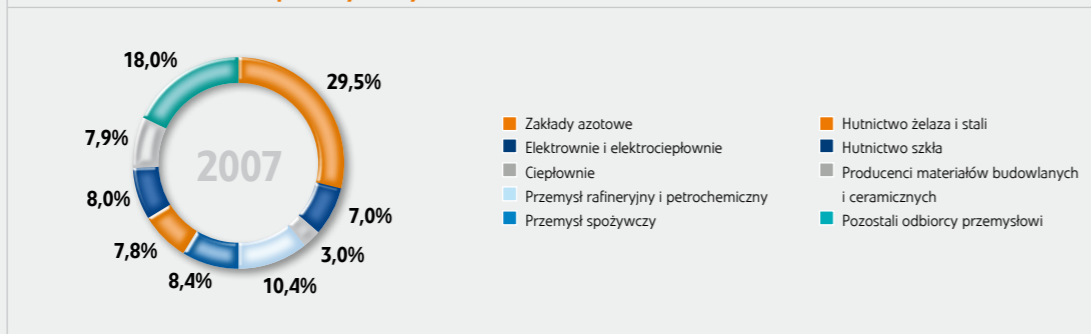 18,0%
29,5%
7,9%
2007
8,0%
7,0%
7,8%
3,0%
8,4%
10,4%
Zakłady azotowe
Elektrownie i elektrociepłownie
Ciepłownie
Przemysł rafineryjny i petrochemiczny
Przemysł spożywczy
Hutnictwo żelaza i stali
Hutnictwo szkła
Producenci materiałów budowlanych
i ceramicznych
Pozostali odbiorcy przemysłowi